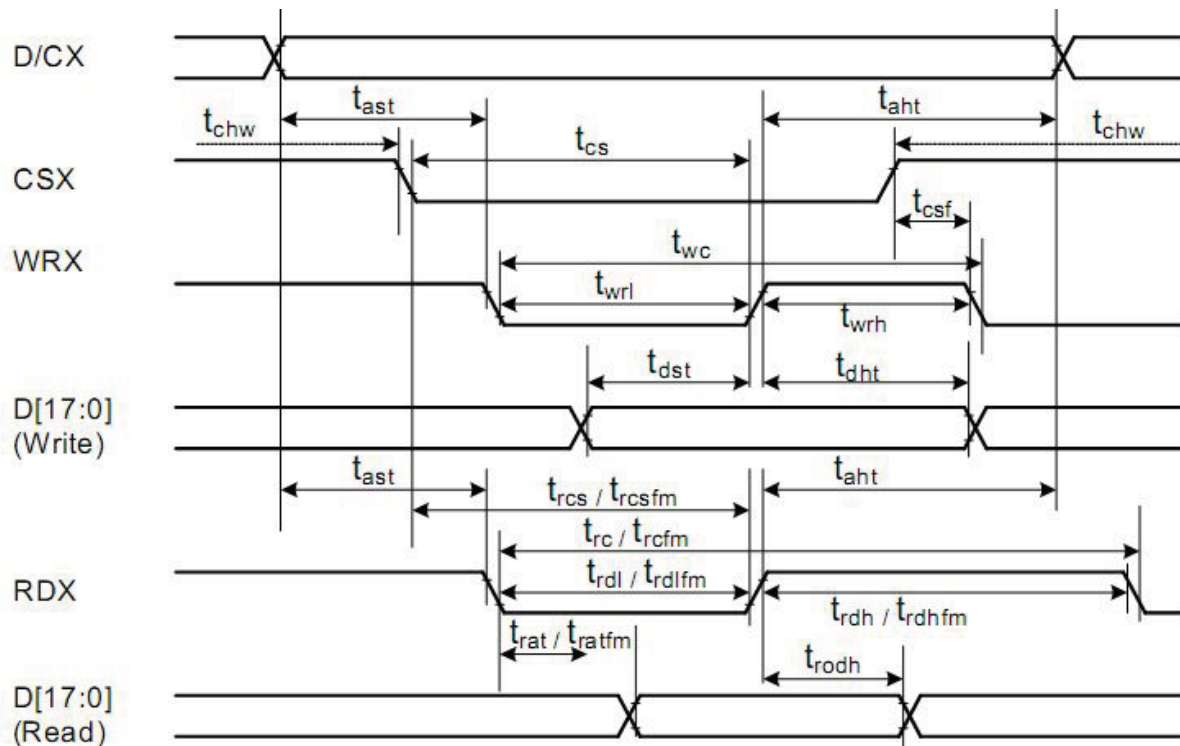 D/CX
t_ast
t_aht
t_chw
t_chw
t_cs
CSX
t_csf
WRX
t_wc
t_wrl
t_wrh
t_dst
t_dht
D[17:0]
(Write)
t_ast
t_aht
t_rcs / t_rcsfm
t_rc / t_rcfm
RDX
t_rdl / t_rdlfm
t_rdh / t_rdhfm
t_rat / t_ratfm
t_rodh
D[17:0]
(Read)